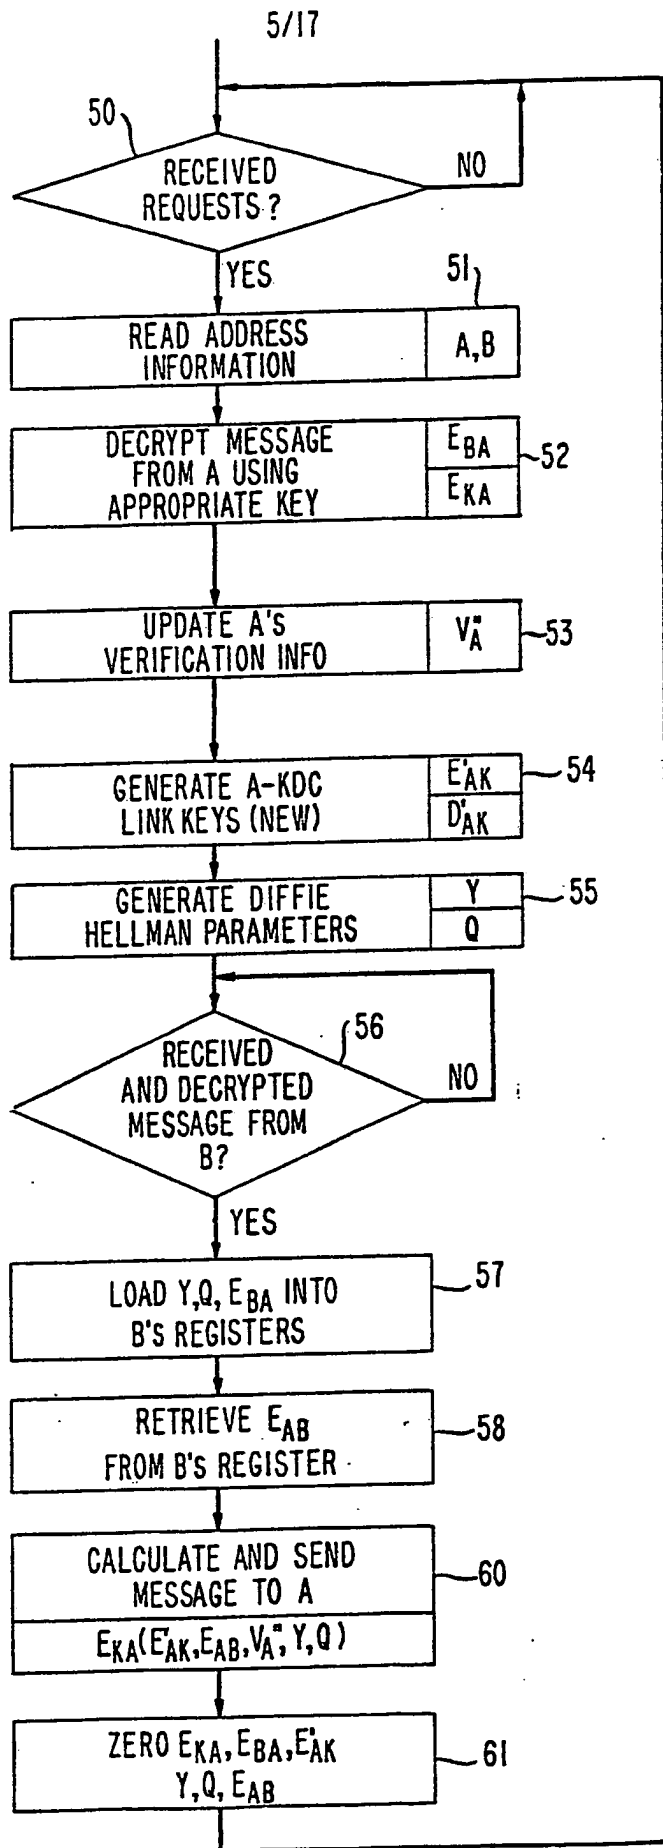 5/17
50
RECEIVED
REQUESTS ?
NO
YES
51
READ ADDRESS
INFORMATION
A,B
DECRYPT MESSAGE
FROM A USING
APPROPRIATE KEY
E_BA
E_KA
52
UPDATE A'S
VERIFICATION INFO
V_A"
53
GENERATE A-KDC
LINK KEYS (NEW)
E'_AK
D'_AK
54
GENERATE DIFFIE
HELLMAN PARAMETERS
Y
Q
55
56
RECEIVED
AND DECRYPTED
MESSAGE FROM
B?
NO
YES
LOAD Y,Q, E_BA INTO
B'S REGISTERS
57
RETRIEVE E_AB
FROM B'S REGISTER
58
CALCULATE AND SEND
MESSAGE TO A
60
E_KA(E'_AK,E_AB,V_A",Y,Q)
ZERO E_KA,E_BA,E'_AK
Y,Q,E_AB
61